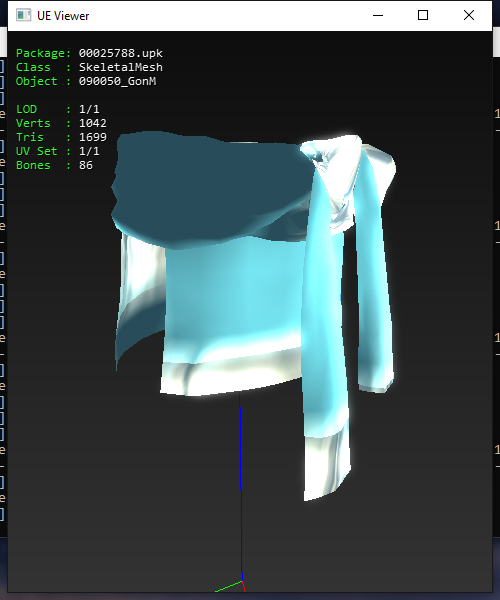 UE Viewer
Package: 00025788.upk
Class  : SkeletalMesh
Object : 090050_GonM
LOD    : 1/1
Verts  : 1042
Tris   : 1699
UV Set : 1/1
Bones  : 86